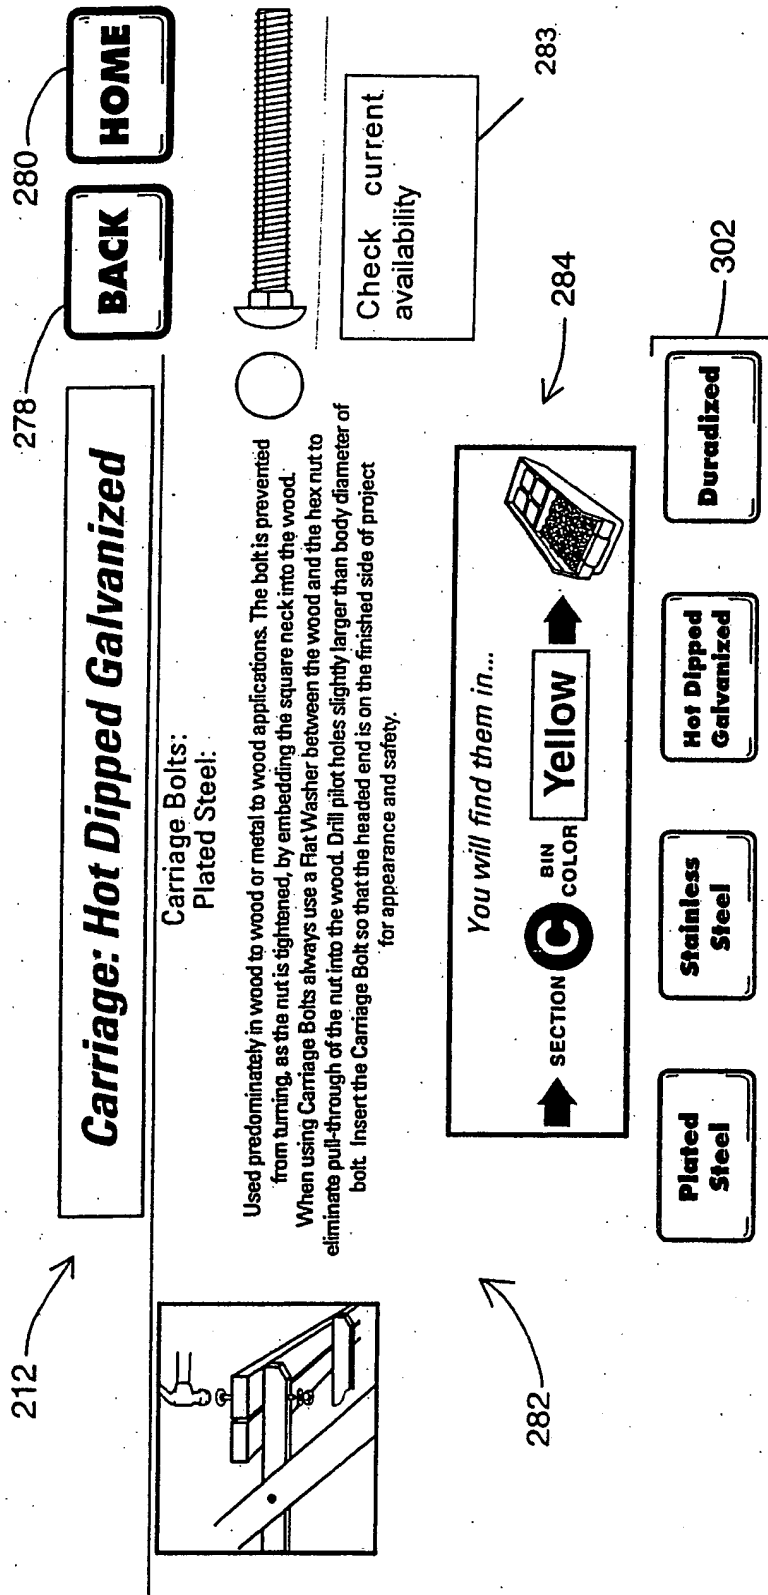 212
278
280
Carriage: Hot Dipped Galvanized
BACK
HOME
Carriage Bolts:
Plated Steel:
Used predominately in wood to wood or metal to wood applications. The bolt is prevented
from turning, as the nut is tightened, by embedding the square neck into the wood.
When using Carriage Bolts always use a Flat Washer between the wood and the hex nut to
eliminate pull-through of the nut into the wood. Drill pilot holes slightly larger than body diameter of
bolt. Insert the Carriage Bolt so that the headed end is on the finished side of project
for appearance and safety.
Check current
availability
283
282
You will find them in...
SECTION C BIN COLOR Yellow
284
Plated
Steel
Stainless
Steel
Hot Dipped
Galvanized
Duradized
302